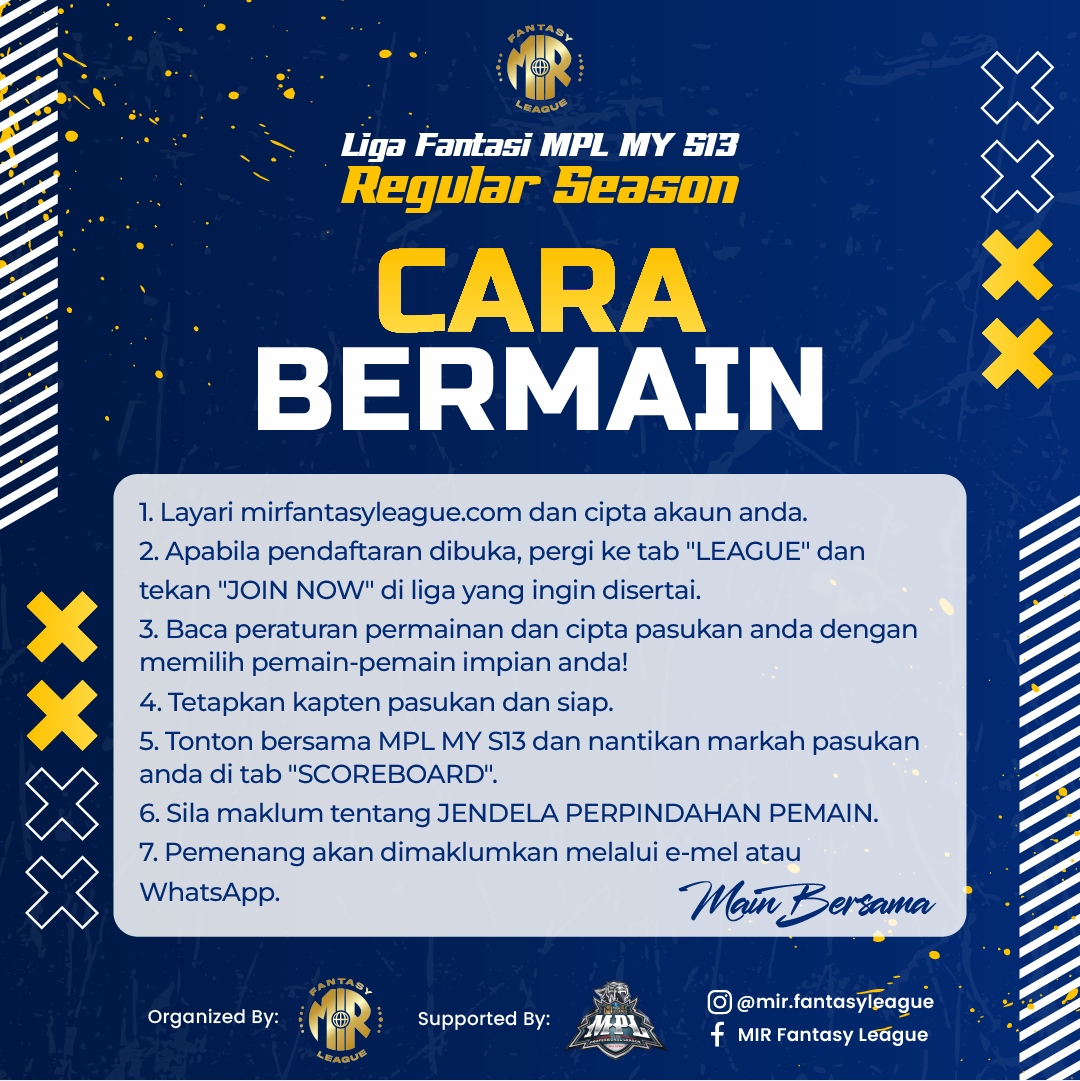 FANTASY
MIR
LEAGUE
Liga Fantasi MPL MY S13
Regular Season
CARA
BERMAIN
1. Layari mirfantasyleague.com dan cipta akaun anda.
2. Apabila pendaftaran dibuka, pergi ke tab "LEAGUE" dan
tekan "JOIN NOW" di liga yang ingin disertai.
3. Baca peraturan permainan dan cipta pasukan anda dengan
memilih pemain-pemain impian anda!
4. Tetapkan kapten pasukan dan siap.
5. Tonton bersama MPL MY S13 dan nantikan markah pasukan
anda di tab "SCOREBOARD".
6. Sila maklum tentang JENDELA PERPINDAHAN PEMAIN.
7. Pemenang akan dimaklumkan melalui e-mel atau
WhatsApp.
Main Bersama
Organized By:
FANTASY
MIR
LEAGUE
Supported By:
MPL
@mir.fantasyleague
MIR Fantasy League